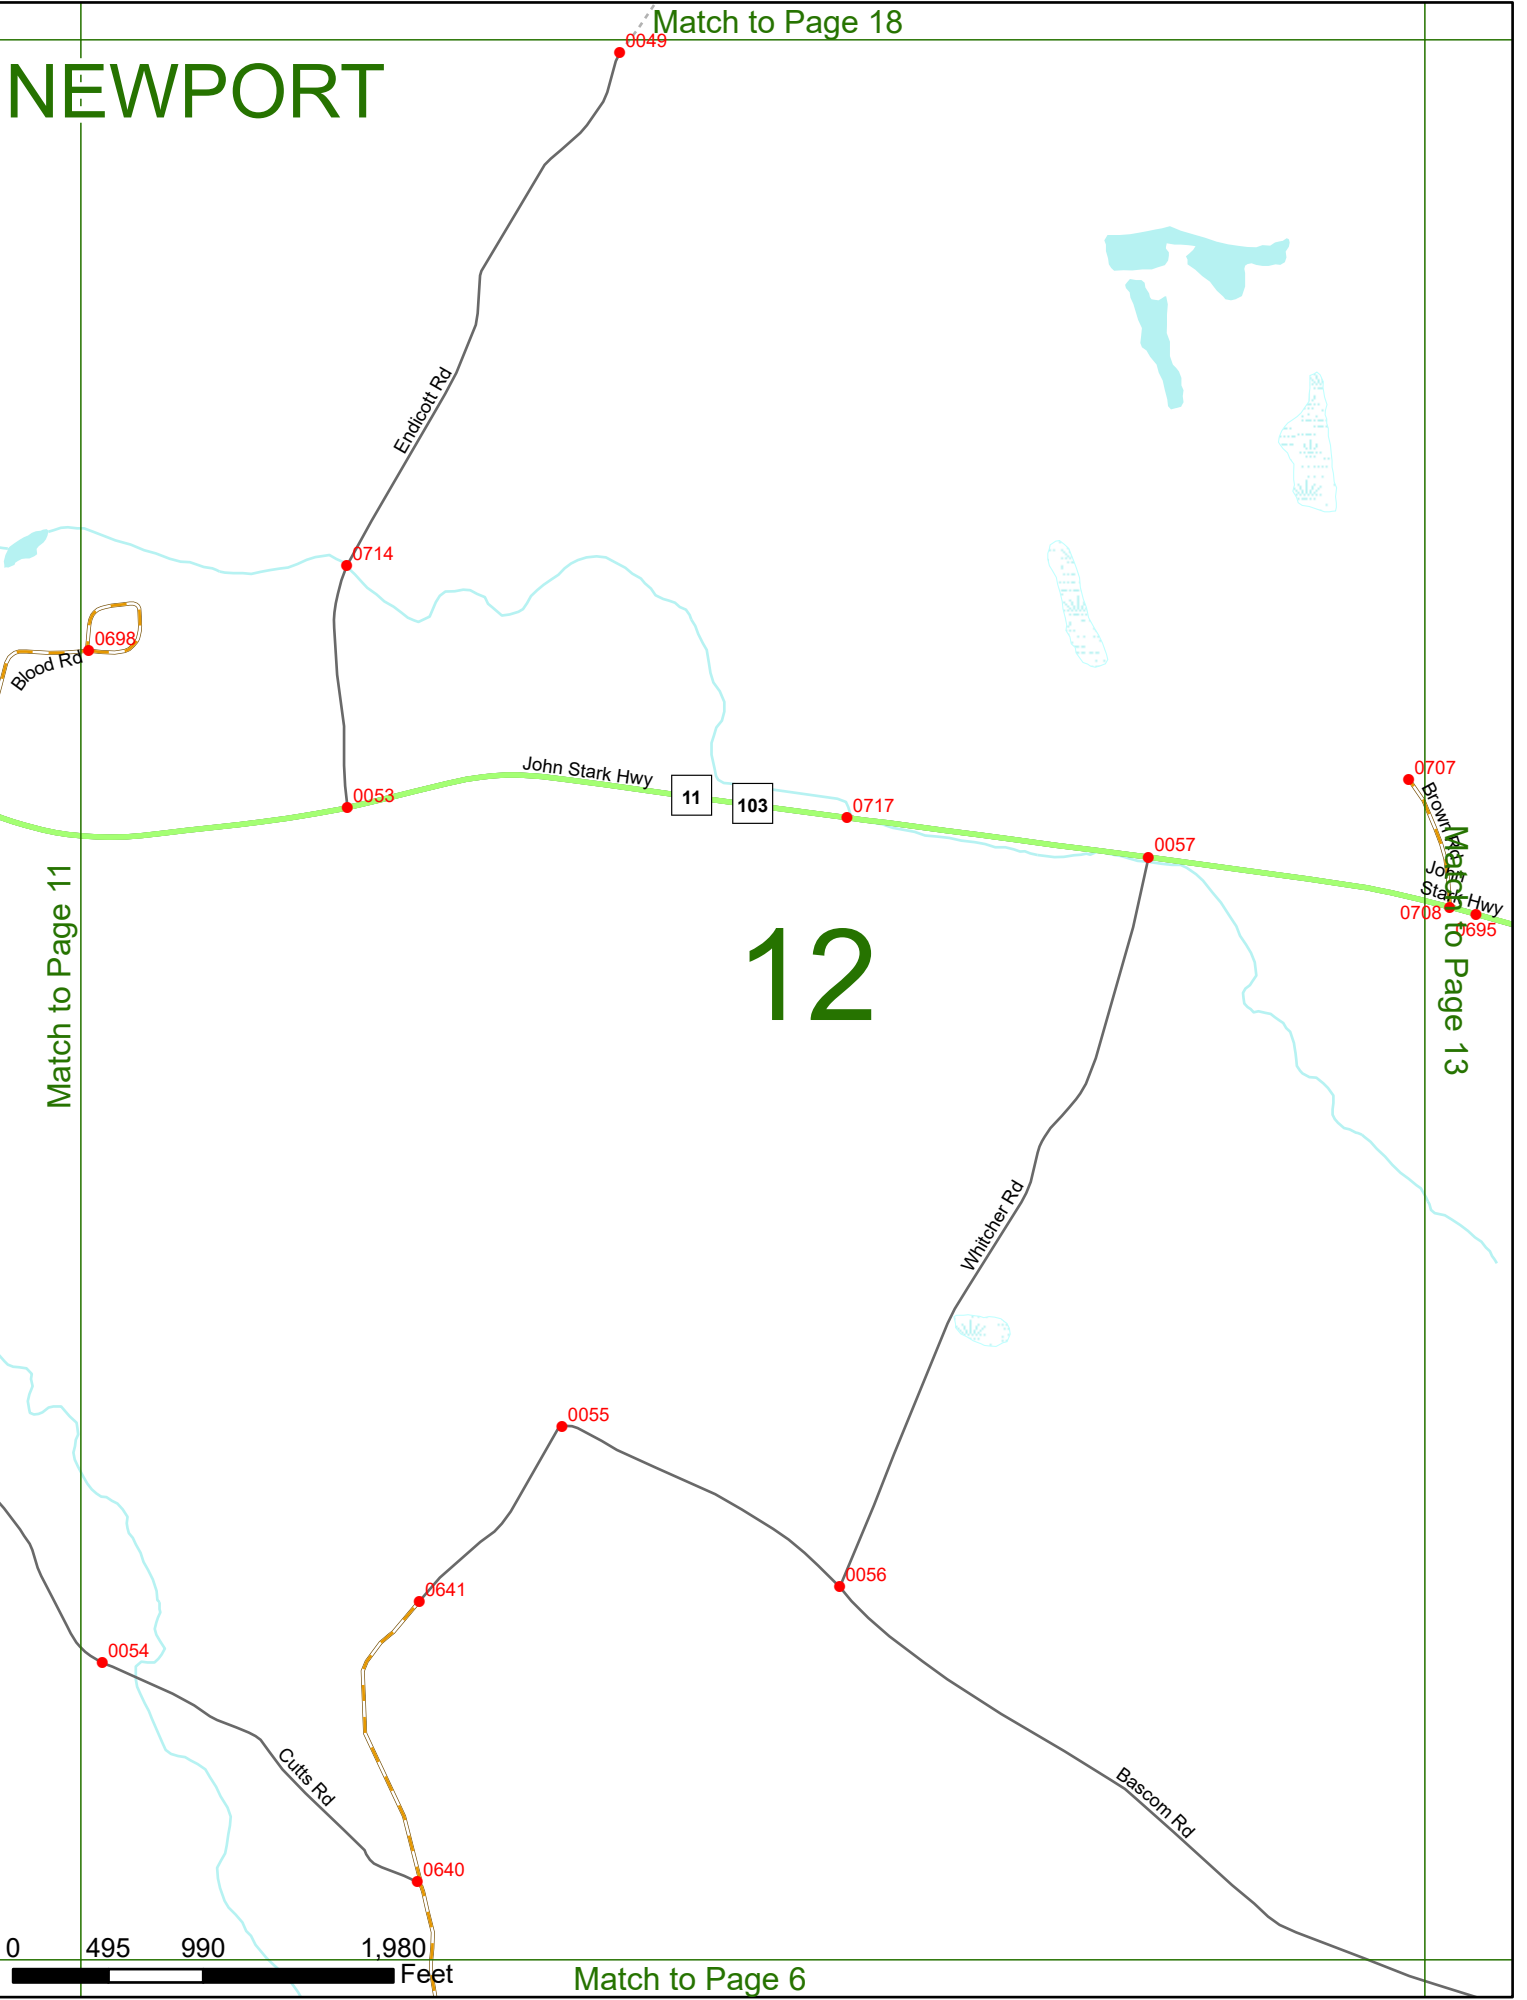 Match to Page 18
0049
NEWPORT
Endicott Rd
0714
0698
Blood Rd
John Stark Hwy
11
103
0053
0717
0707
Brown Rd
0057
John
Stark Hwy
0708
0695
Match to Page 11
12
Match to Page 13
Whitcher Rd
0055
0056
0641
0054
Cutts Rd
Bascom Rd
0640
0 495 990 1,980
Feet
Match to Page 6